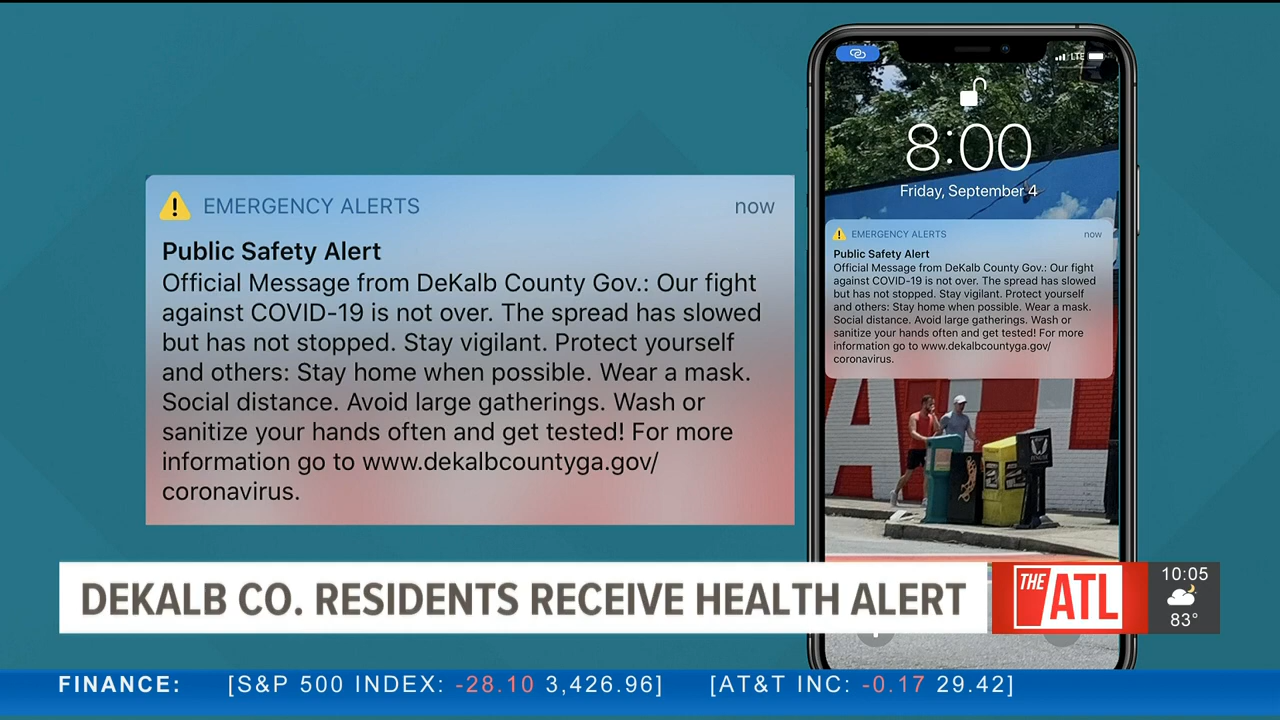 EMERGENCY ALERTS
now
Public Safety Alert
Official Message from DeKalb County Gov.: Our fight
against COVID-19 is not over. The spread has slowed
but has not stopped. Stay vigilant. Protect yourself
and others: Stay home when possible. Wear a mask.
Social distance. Avoid large gatherings. Wash or
sanitize your hands often and get tested! For more
information go to www.dekalbcountyga.gov/
coronavirus.
LTE
8:00
Friday, September 4
EMERGENCY ALERTS
now
Public Safety Alert
Official Message from DeKalb County Gov.: Our fight
against COVID-19 is not over. The spread has slowed
but has not stopped. Stay vigilant. Protect yourself
and others: Stay home when possible. Wear a mask.
Social distance. Avoid large gatherings. Wash or
sanitize your hands often and get tested! For more
information go to www.dekalbcountyga.gov/
coronavirus.
ATL
DEKALB CO. RESIDENTS RECEIVE HEALTH ALERT
THE ATL
10:05
83°
FINANCE: [S&P 500 INDEX: -28.10 3,426.96] [AT&T INC: -0.17 29.42]